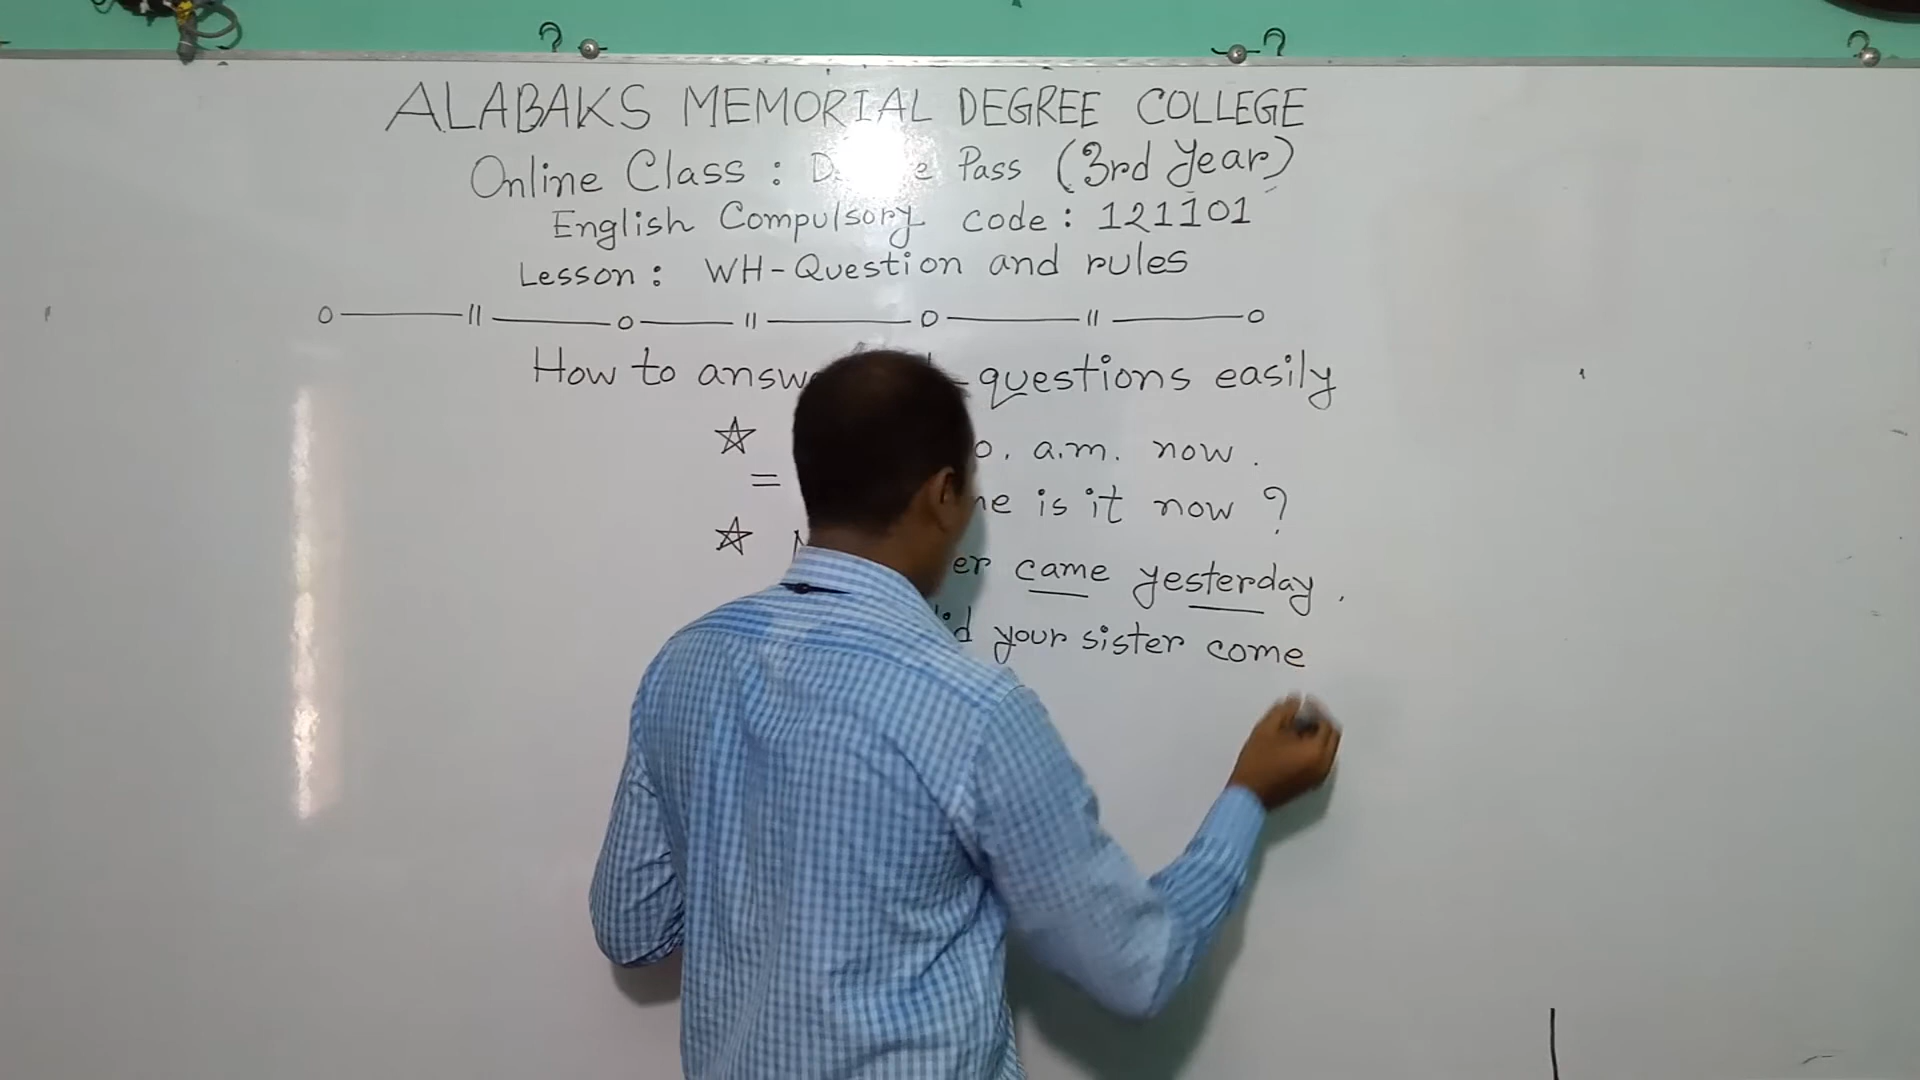 ALABAKS MEMORIAL DEGREE COLLEGE
Online Class : Pass (3rd Year)
English Compulsory code : 121101
Lesson : WH-Question and rules
How to questions easily
a.m. now .
= is it now ?
came yesterday .
your sister come